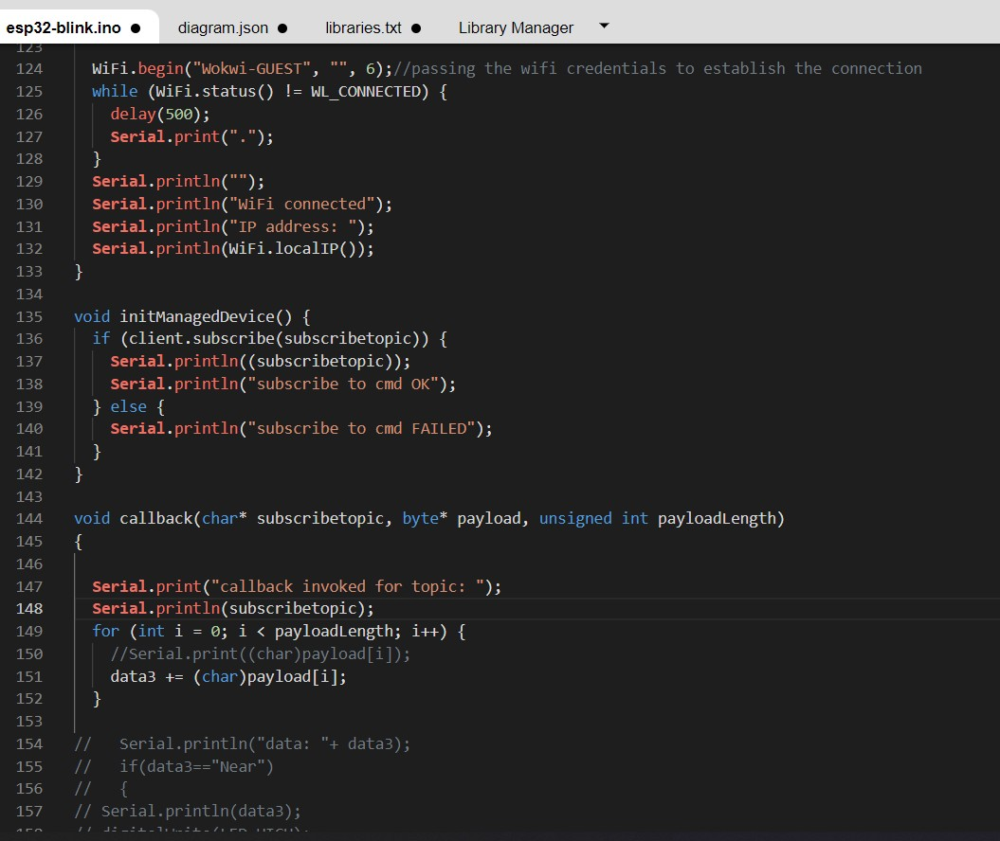 esp32-blink.ino ● diagram.json ● libraries.txt ● Library Manager
123
124 WiFi.begin("Wokwi-GUEST", "", 6);//passing the wifi credentials to establish the connection
125 while (WiFi.status() != WL_CONNECTED) {
126 delay(500);
127 Serial.print(".");
128 }
129 Serial.println("");
130 Serial.println("WiFi connected");
131 Serial.println("IP address: ");
132 Serial.println(WiFi.localIP());
133 }
134
135 void initManagedDevice() {
136 if (client.subscribe(subscribetopic)) {
137 Serial.println((subscribetopic));
138 Serial.println("subscribe to cmd OK");
139 } else {
140 Serial.println("subscribe to cmd FAILED");
141 }
142 }
143
144 void callback(char* subscribetopic, byte* payload, unsigned int payloadLength)
145 {
146
147 Serial.print("callback invoked for topic: ");
148 Serial.println(subscribetopic);
149 for (int i = 0; i < payloadLength; i++) {
150 //Serial.print((char)payload[i]);
151 data3 += (char)payload[i];
152 }
153
154 // Serial.println("data: "+ data3);
155 // if(data3=="Near")
156 // {
157 // Serial.println(data3);